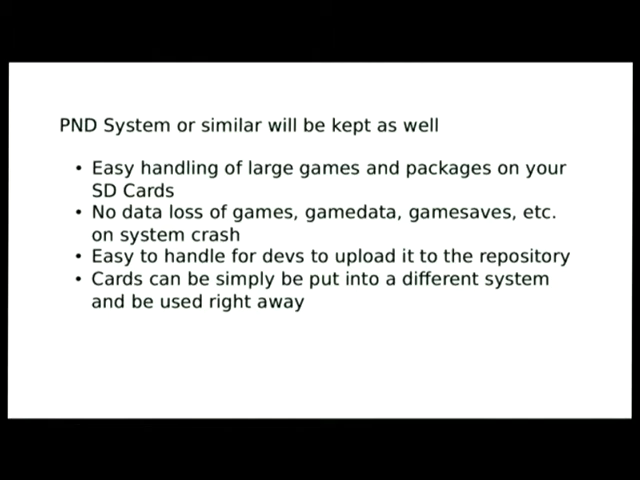 PND System or similar will be kept as well
• Easy handling of large games and packages on your
SD Cards
• No data loss of games, gamedata, gamesaves, etc.
on system crash
• Easy to handle for devs to upload it to the repository
• Cards can be simply be put into a different system
and be used right away